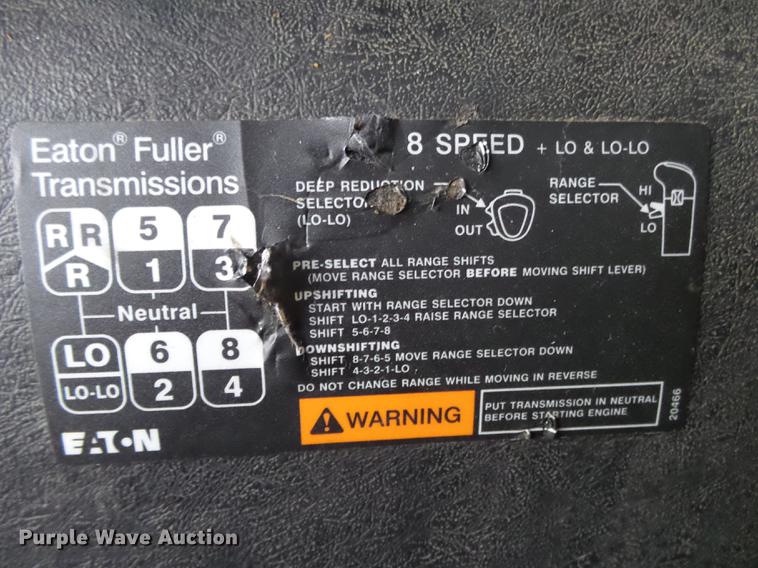 Eaton® Fuller®
Transmissions
8 SPEED + LO & LO-LO
DEEP REDUCTION
SELECTOR
(LO-LO)
IN
OUT
RANGE
SELECTOR
HI
LO
R R
R
5
1
7
3
Neutral
LO
LO-LO
6
2
8
4
PRE-SELECT ALL RANGE SHIFTS
(MOVE RANGE SELECTOR BEFORE MOVING SHIFT LEVER)
UPSHIFTING
START WITH RANGE SELECTOR DOWN
SHIFT LO-1-2-3-4 RAISE RANGE SELECTOR
SHIFT 5-6-7-8
DOWNSHIFTING
SHIFT 8-7-6-5 MOVE RANGE SELECTOR DOWN
SHIFT 4-3-2-1-LO
DO NOT CHANGE RANGE WHILE MOVING IN REVERSE
WARNING
PUT TRANSMISSION IN NEUTRAL
BEFORE STARTING ENGINE
20466
EATON
Purple Wave Auction
Purple Wave Auction